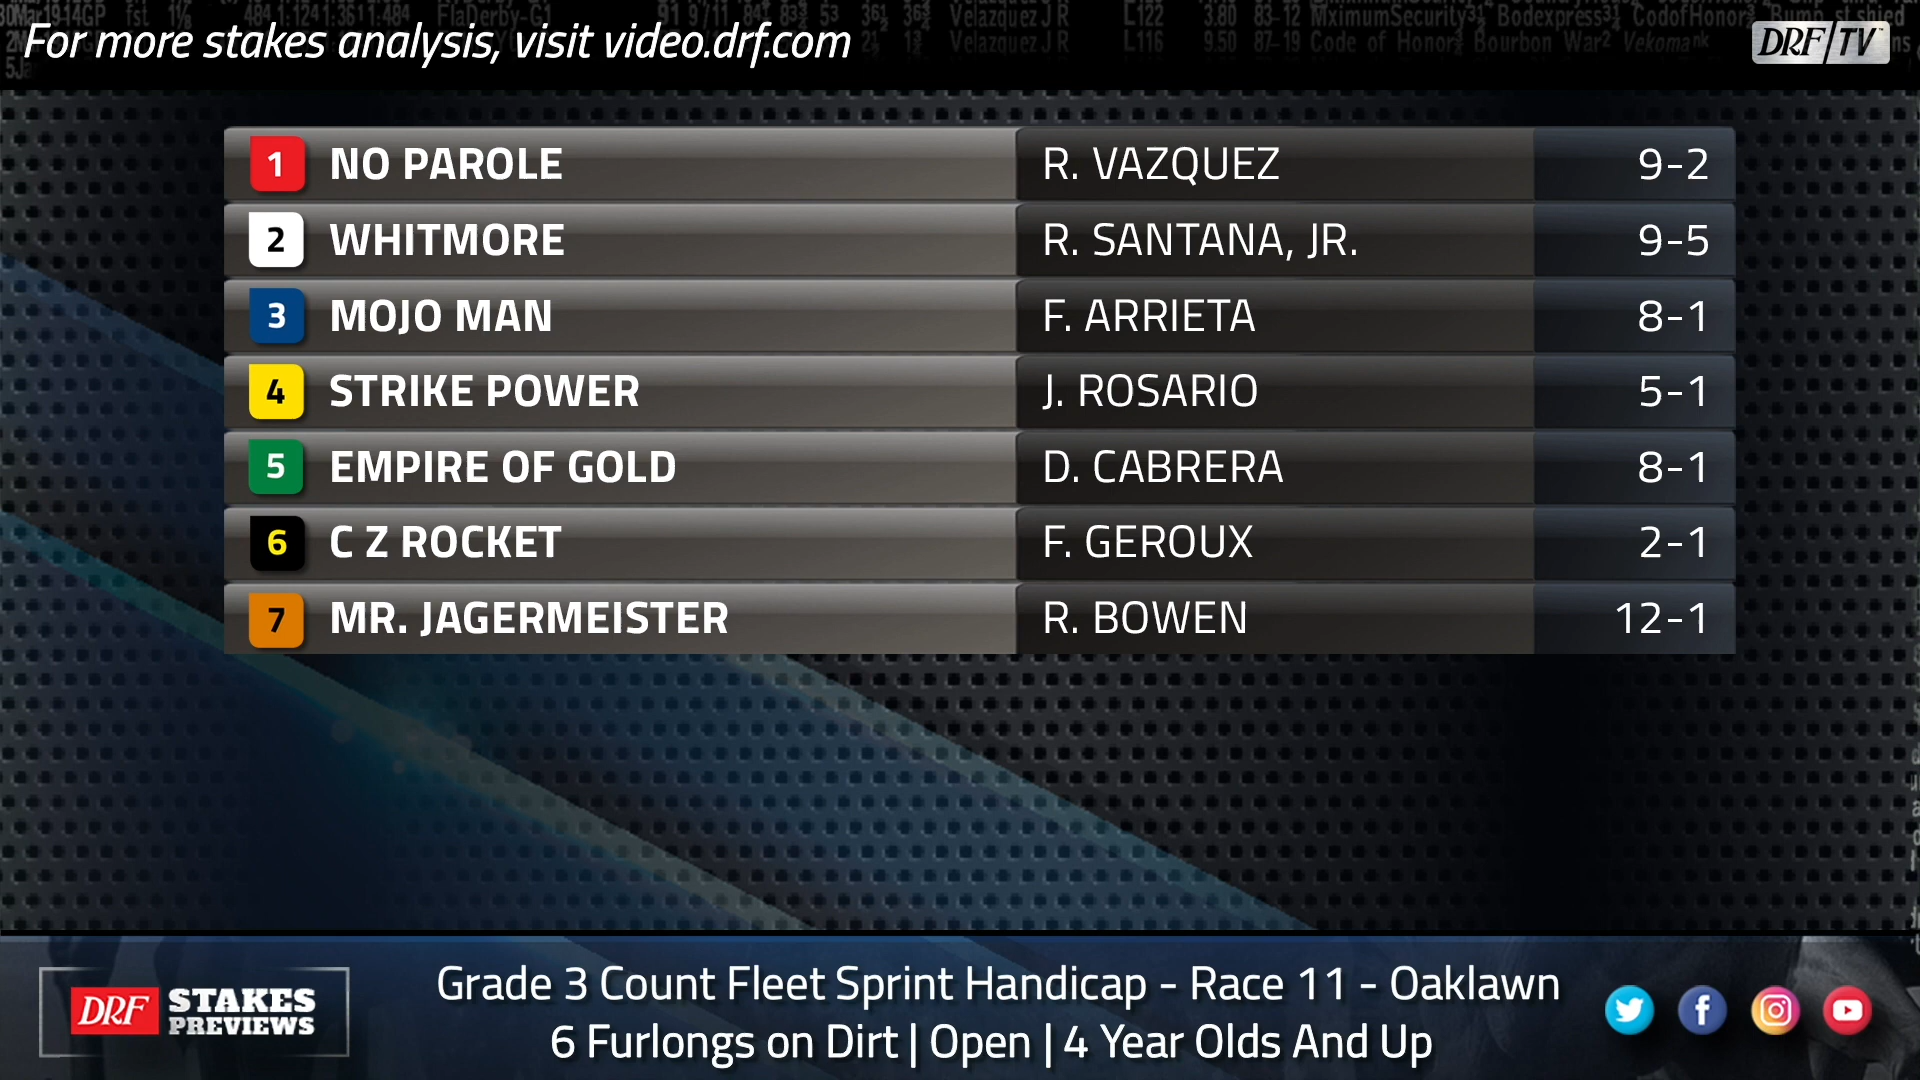 For more stakes analysis, visit video.drf.com
DRF TV
1 NO PAROLE R. VAZQUEZ 9-2
2 WHITMORE R. SANTANA, JR. 9-5
3 MOJO MAN F. ARRIETA 8-1
4 STRIKE POWER J. ROSARIO 5-1
5 EMPIRE OF GOLD D. CABRERA 8-1
6 C Z ROCKET F. GEROUX 2-1
7 MR. JAGERMEISTER R. BOWEN 12-1
DRF STAKES
PREVIEWS
Grade 3 Count Fleet Sprint Handicap - Race 11 - Oaklawn
6 Furlongs on Dirt | Open | 4 Year Olds And Up